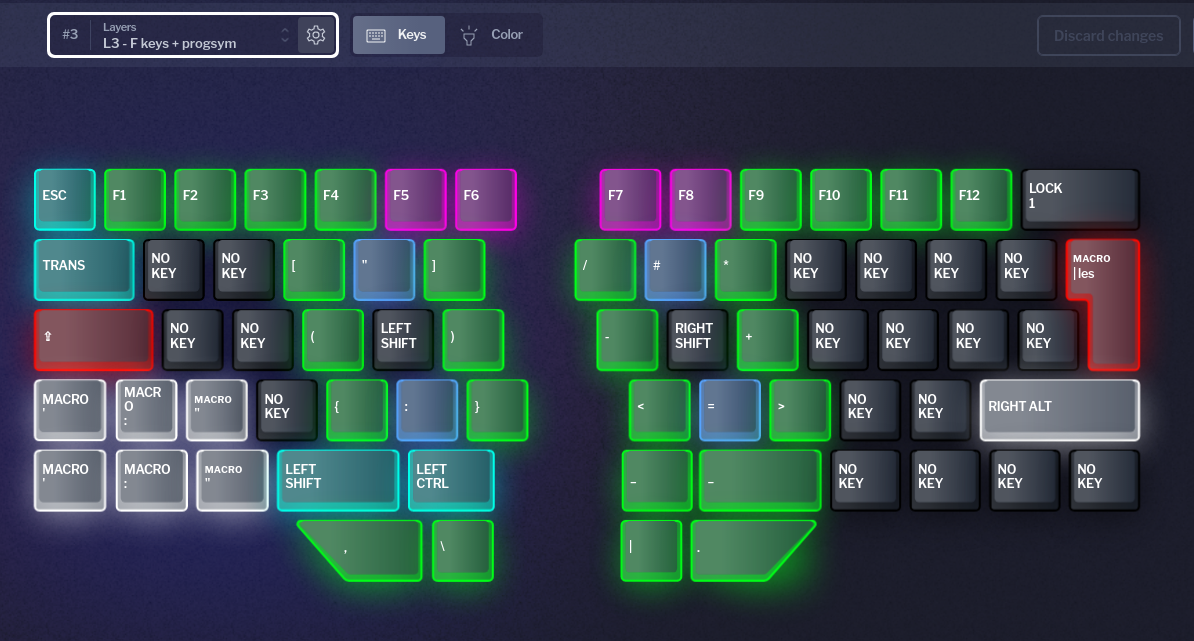 #3
Layers
L3 - F keys + progsym
Keys
Color
Discard changes
ESC
F1
F2
F3
F4
F5
F6
F7
F8
F9
F10
F11
F12
LOCK
1
TRANS
NO
KEY
NO
KEY
[
"
]
/
#
*
NO
KEY
NO
KEY
NO
KEY
NO
KEY
MACRO
|les
⇧
NO
KEY
NO
KEY
(
LEFT
SHIFT
)
-
RIGHT
SHIFT
+
NO
KEY
NO
KEY
NO
KEY
NO
KEY
MACRO
'
MACR
O
:
MACRO
"
NO
KEY
{
:
}
<
=
>
NO
KEY
NO
KEY
RIGHT ALT
MACRO
'
MACRO
:
MACRO
"
LEFT
SHIFT
LEFT
CTRL
–
–
NO
KEY
NO
KEY
NO
KEY
NO
KEY
,
\
|
.